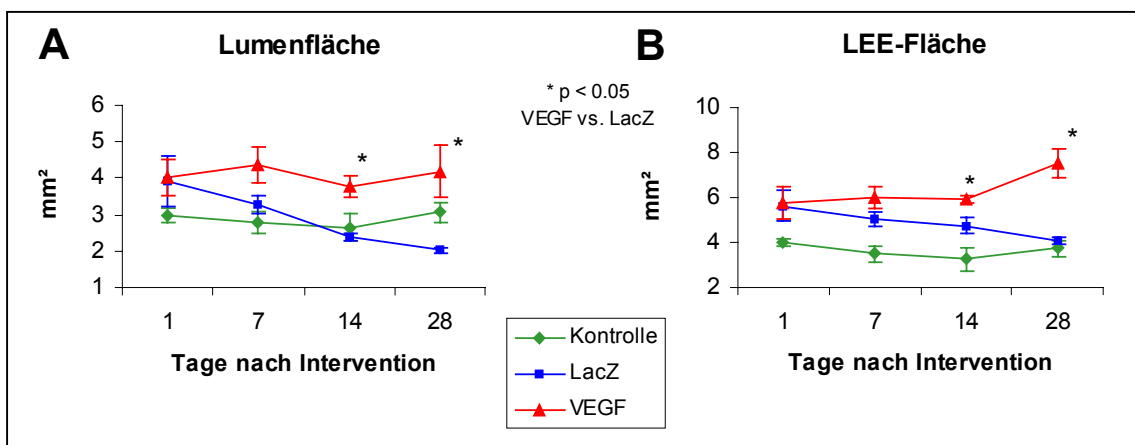 A
Lumenfläche
6
5
4
3
2
1
mm²
*
*
1 7 14 28
Tage nach Intervention
* p < 0.05
VEGF vs. LacZ
Kontrolle
LacZ
VEGF
B
LEE-Fläche
10
8
6
4
2
mm²
*
*
1 7 14 28
Tage nach Intervention